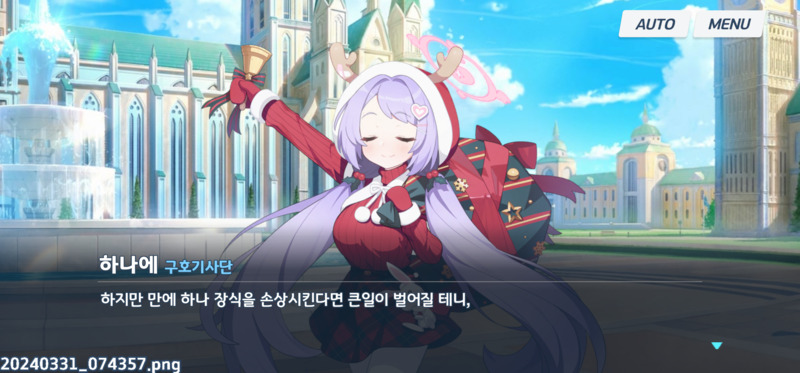 AUTO MENU
하나에 구호기사단
하지만 만에 하나 장식을 손상시킨다면 큰일이 벌어질 테니,
20240331_074357.png